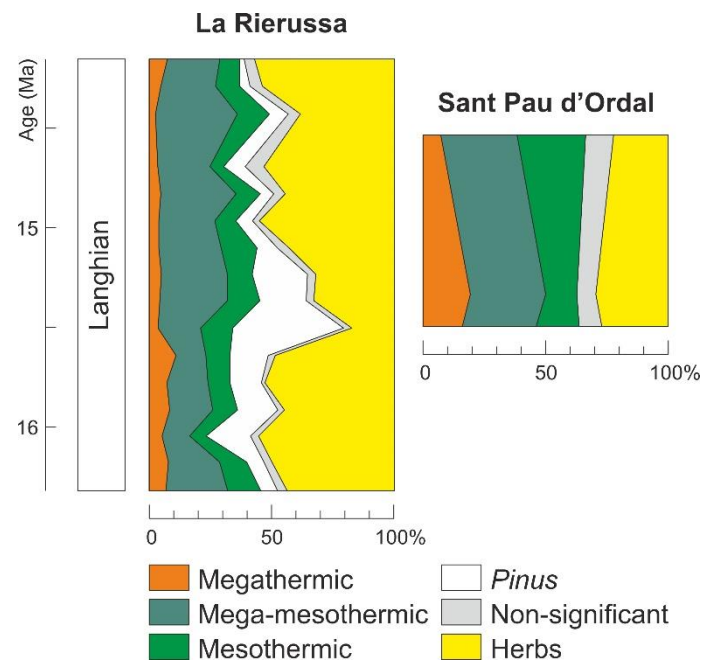 La Rierussa
Sant Pau d’Ordal
Age (Ma)
15
16
Langhian
0 50 100%
0 50 100%
Megathermic
Mega-mesothermic
Mesothermic
Pinus
Non-significant
Herbs